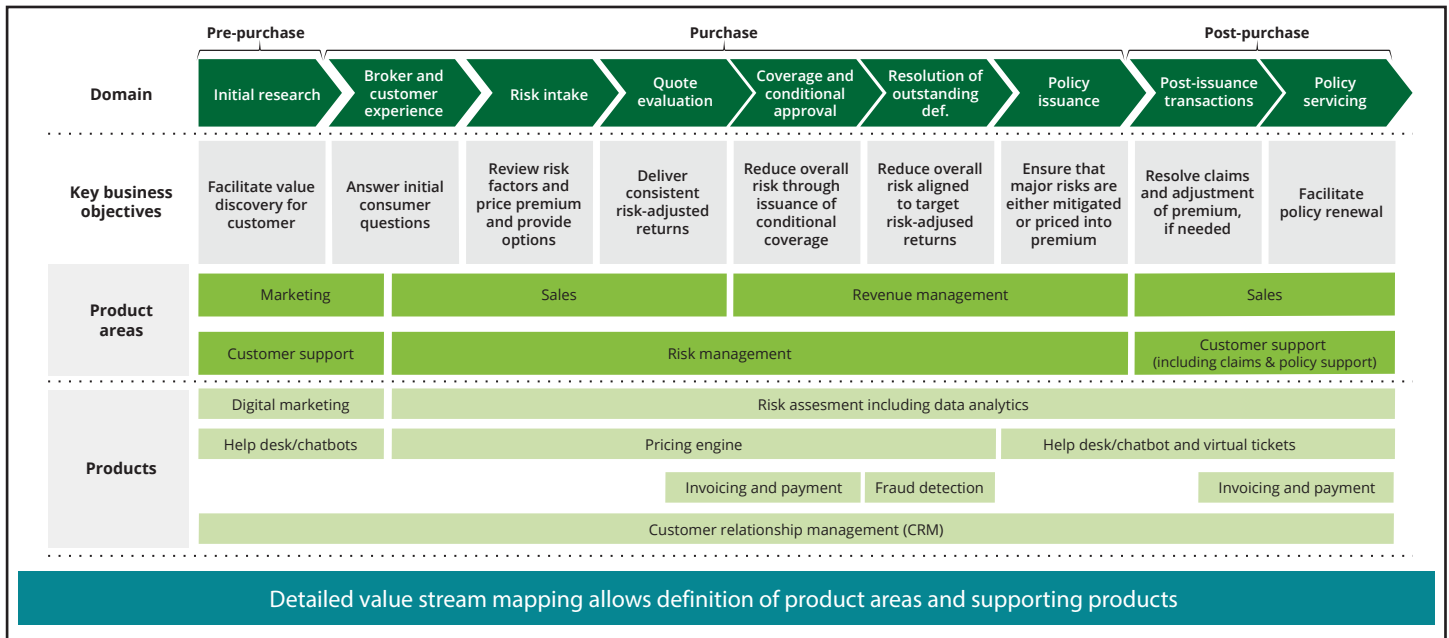 Pre-purchase
Purchase
Post-purchase
Domain
Initial research
Broker and
customer
experience
Risk intake
Quote
evaluation
Coverage and
conditional
approval
Resolution of
outstanding
def.
Policy
issuance
Post-issuance
transactions
Policy
servicing
Key business
objectives
Facilitate value
discovery for
customer
Answer initial
consumer
questions
Review risk
factors and
price premium
and provide
options
Deliver
consistent
risk-adjusted
returns
Reduce overall
risk through
issuance of
conditional
coverage
Reduce overall
risk aligned
to target
risk-adjused
returns
Ensure that
major risks are
either mitigated
or priced into
premium
Resolve claims
and adjustment
of premium,
if needed
Facilitate
policy renewal
Product
areas
Marketing
Sales
Revenue management
Sales
Customer support
Risk management
Customer support
(including claims & policy support)
Products
Digital marketing
Risk assesment including data analytics
Help desk/chatbots
Pricing engine
Help desk/chatbot and virtual tickets
Invoicing and payment
Fraud detection
Invoicing and payment
Customer relationship management (CRM)
Detailed value stream mapping allows definition of product areas and supporting products